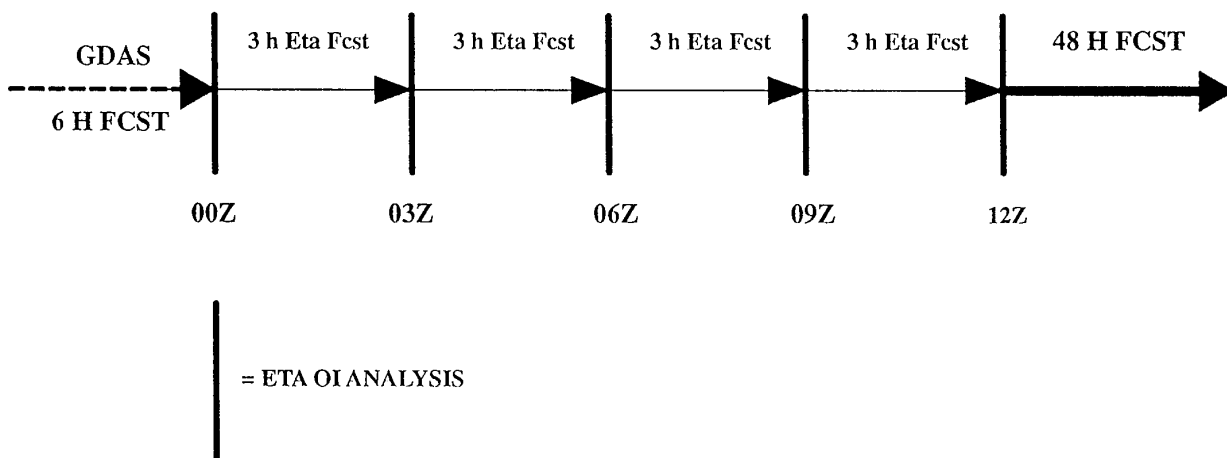 GDAS
6 H FCST
3 h Eta Fcst
3 h Eta Fcst
3 h Eta Fcst
3 h Eta Fcst
48 H FCST
00Z
03Z
06Z
09Z
12Z
= ETA OI ANALYSIS